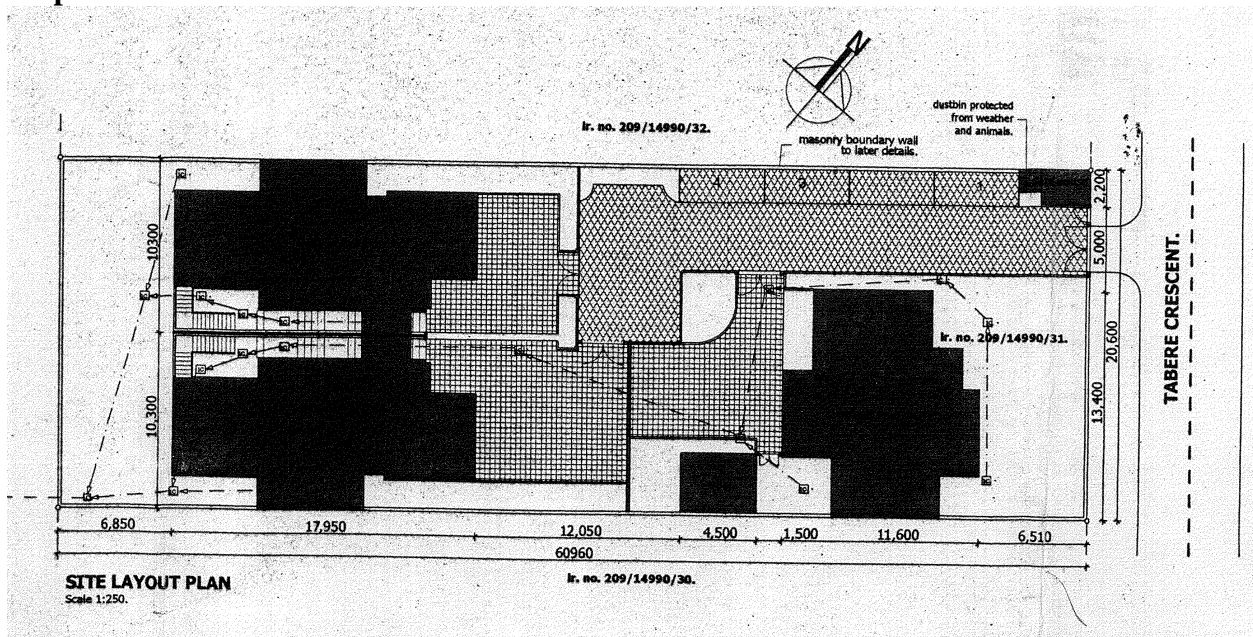 N
lr. no. 209/14990/32.
dustbin protected
from weather
and animals.
masonry boundary wall
to later details.
2,200
5,000
10300
lr. no. 209/14990/31.
20,600
TABERE CRESCENT.
10,300
13,400
6,850
17,950
12,050
4,500
1,500
11,600
6,510
60960
lr. no. 209/14990/30.
SITE LAYOUT PLAN
Scale 1:250.